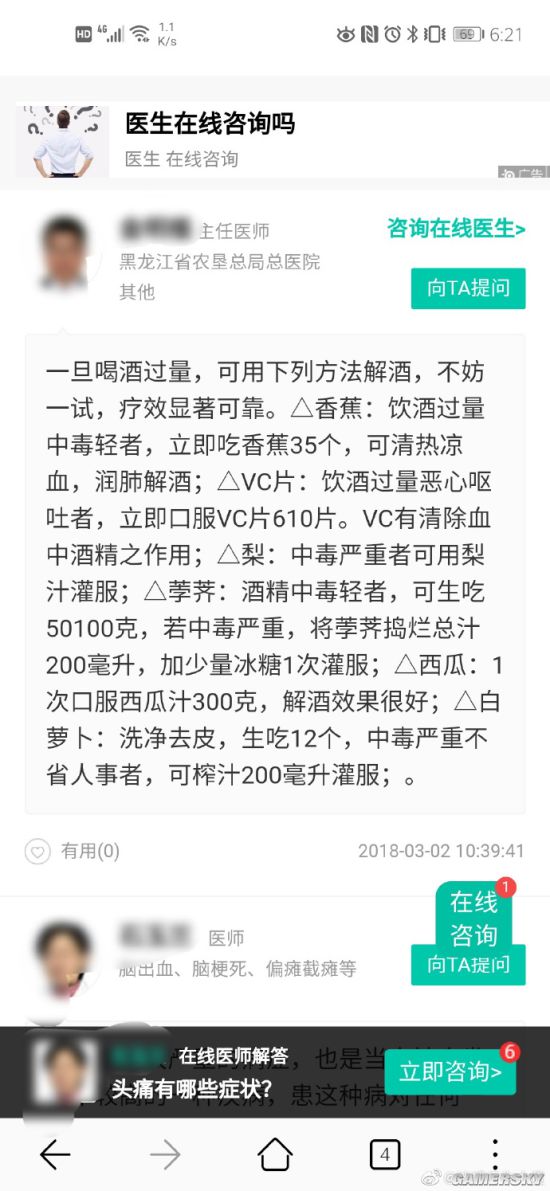 HD 4G 1.1 K/s 69 6:21
医生在线咨询吗
医生 在线咨询
广告
主任医师
咨询在线医生>
黑龙江省农垦总局总医院
其他
向TA提问
一旦喝酒过量，可用下列方法解酒，不妨
一试，疗效显著可靠。△香蕉：饮酒过量
中毒轻者，立即吃香蕉35个，可清热凉
血，润肺解酒；△VC片：饮酒过量恶心呕
吐者，立即口服VC片610片。VC有清除血
中酒精之作用；△梨：中毒严重者可用梨
汁灌服；△荸荠：酒精中毒轻者，可生吃
50100克，若中毒严重，将荸荠捣烂总汁
200毫升，加少量冰糖1次灌服；△西瓜：1
次口服西瓜汁300克，解酒效果很好；△白
萝卜：洗净去皮，生吃12个，中毒严重不
省人事者，可榨汁200毫升灌服；。
有用(0)
2018-03-02 10:39:41
1
在线
咨询
医师
脑出血、脑梗死、偏瘫截瘫等
向TA提问
在线医师解答
头痛有哪些症状？
6
立即咨询>
4
GAMERSKY